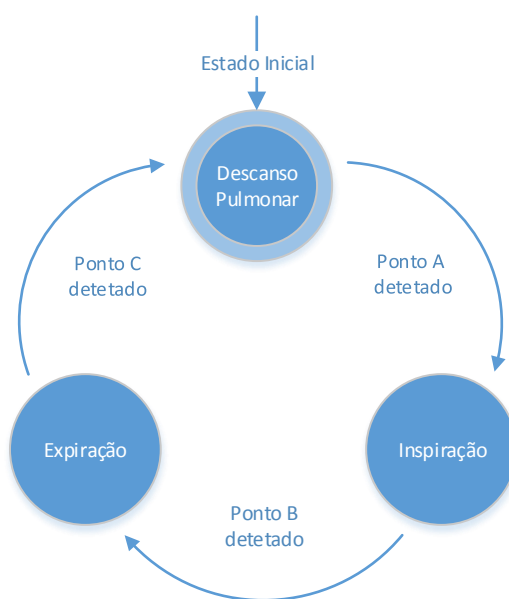 Estado Inicial
Descanso
Pulmonar
Ponto C
detetado
Ponto A
detetado
Expiração
Inspiração
Ponto B
detetado